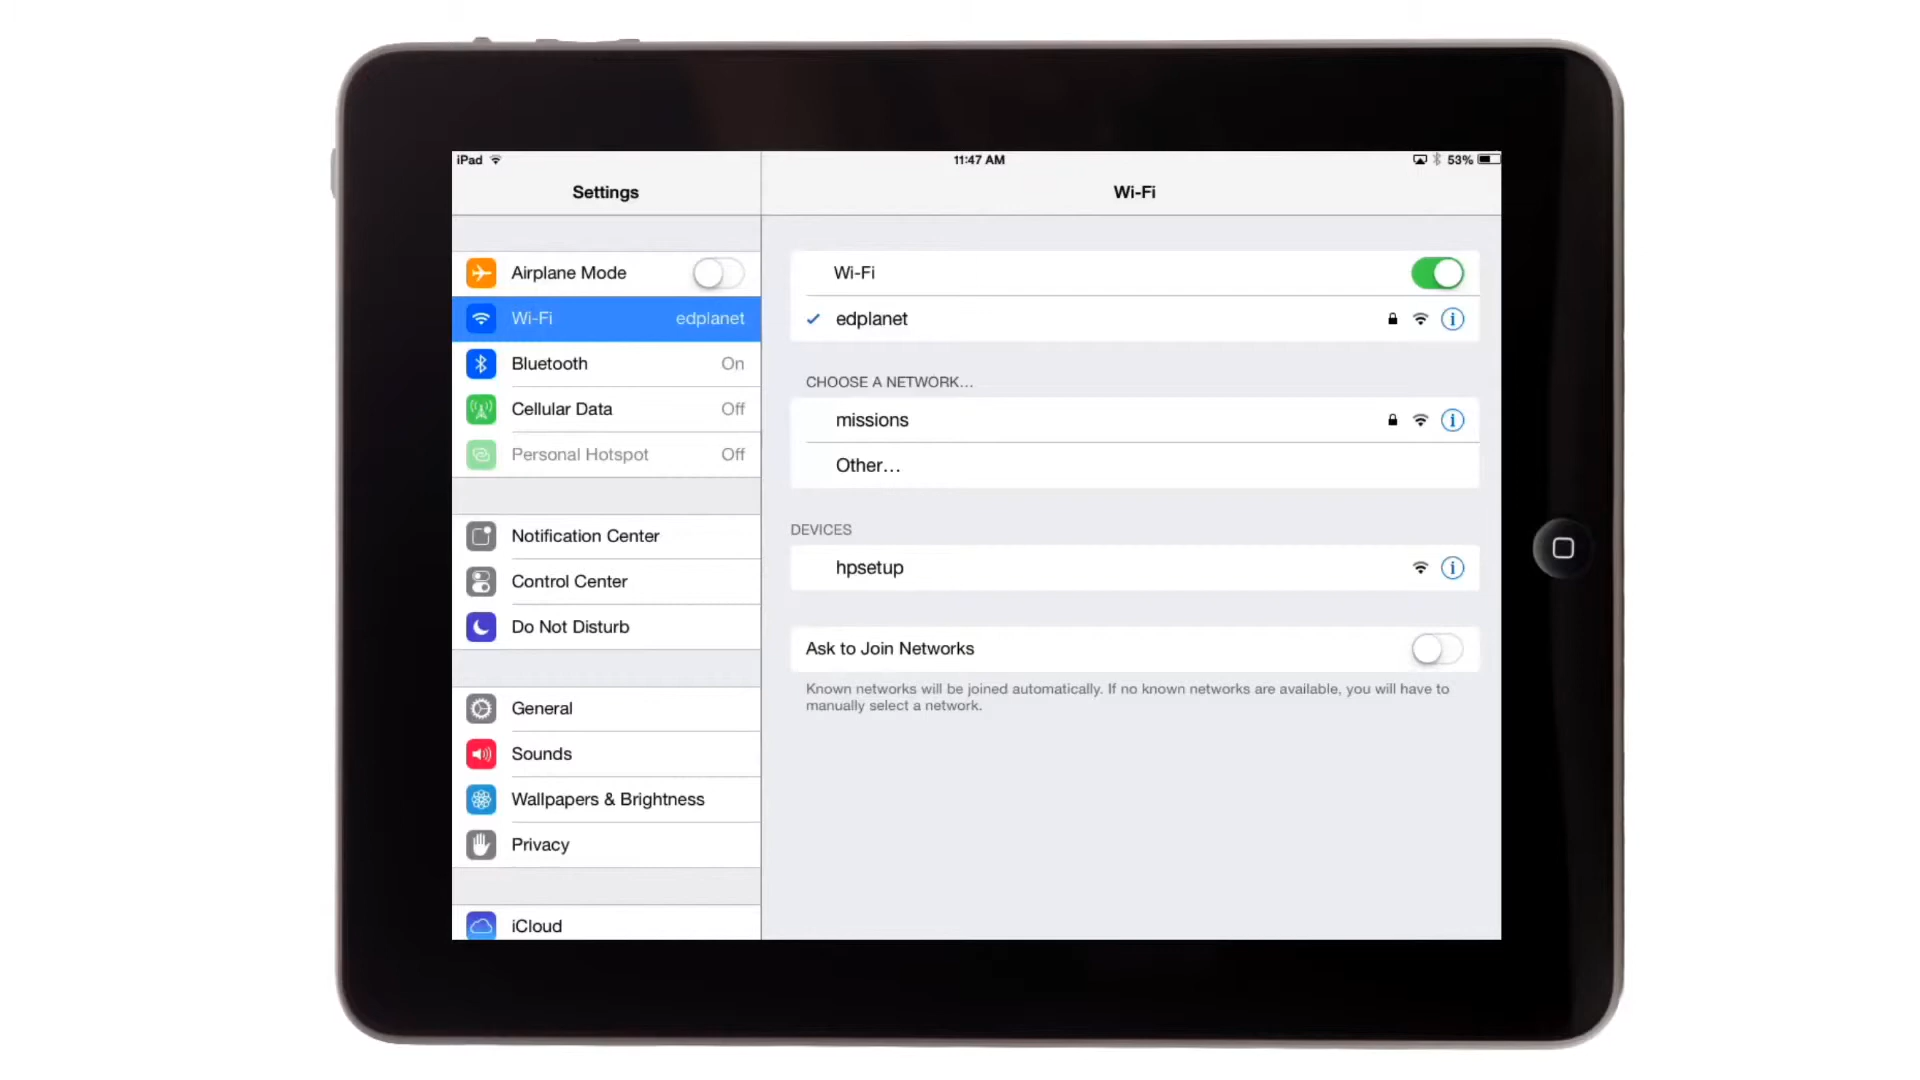 iPad
11:47 AM
53%
Settings
Wi-Fi
Airplane Mode
Wi-Fi edplanet
Bluetooth On
Cellular Data Off
Personal Hotspot Off
Notification Center
Control Center
Do Not Disturb
General
Sounds
Wallpapers & Brightness
Privacy
iCloud
Wi-Fi
edplanet
CHOOSE A NETWORK...
missions
Other...
DEVICES
hpsetup
Ask to Join Networks
Known networks will be joined automatically. If no known networks are available, you will have to
manually select a network.